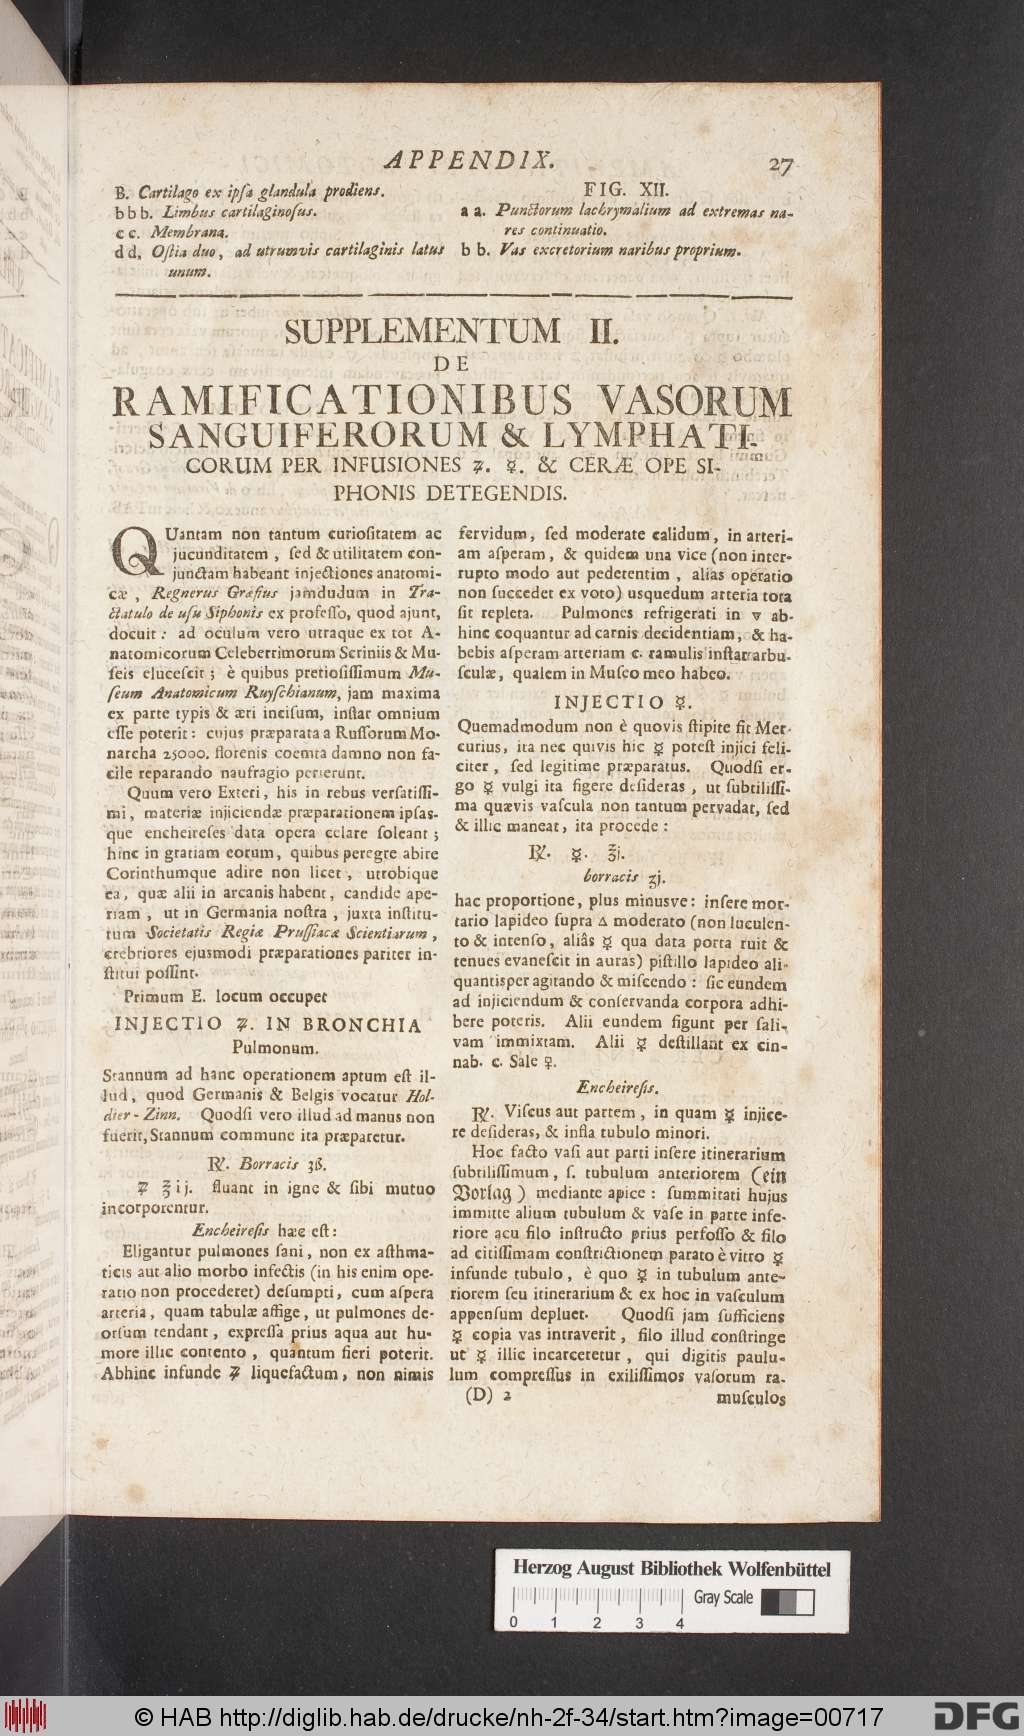 APPENDIX. 27
B. Cartilago ex ipſa glandula prodiens.
b b b. Limbus cartilaginoſus.
c c. Membrana.
d d. Oſtia duo, ad utrumvis cartilaginis latus
unum.
FIG. XII.
a a. Punctorum lachrymalium ad extremas na-
res continuatio.
b b. Vas excretorium naribus proprium.
SUPPLEMENTUM II.
DE
RAMIFICATIONIBUS VASORUM
SANGUIFERORUM & LYMPHATI-
CORUM PER INFUSIONES ♃. ☿. & CERÆ OPE SI-
PHONIS DETEGENDIS.
QUantam non tantum curioſitatem ac
jucunditatem, ſed & utilitatem con-
junctam habeant injectiones anatomi-
cæ, Regnerus Græfius jamdudum in Tra-
ctatulo de uſu Siphonis ex profeſſo, quod ajunt,
docuit: ad oculum vero utraque ex tot A-
natomicorum Celeberrimorum Scriniis & Mu-
ſeis eluceſcit; è quibus pretioſiſſimum Mu-
ſeum Anatomicum Ruyſchianum, jam maxima
ex parte typis & æri inciſum, inſtar omnium
eſſe poterit: cujus præparata a Ruſſorum Mo-
narcha 25000. florenis coemta damno non fa-
cile reparando naufragio perierunt.
Quum vero Exteri, his in rebus verſatiſſi-
mi, materiæ injiciendæ præparationem ipſas-
que encheireſes data opera celare ſoleant;
hinc in gratiam eorum, quibus peregre abire
Corinthumque adire non licet, utrobique
ea, quæ alii in arcanis habent, candide ape-
riam, ut in Germania noſtra, juxta inſtitu-
tum Societatis Regiæ Pruſſiacæ Scientiarum,
crebriores ejusmodi præparationes pariter in-
ſtitui poſſint.
Primum E. locum occupet
INJECTIO ♃. IN BRONCHIA
Pulmonum.
Stannum ad hanc operationem aptum eſt il-
lud, quod Germanis & Belgis vocatur Hol-
dier-Zinn. Quodſi vero illud ad manus non
fuerit, Stannum commune ita præparetur.
℞. Borracis ʒß.
♃ ℥ij. fluant in igne & ſibi mutuo
incorporentur.
Encheireſis hæc eſt:
Eligantur pulmones ſani, non ex aſthma-
ticis aut alio morbo infectis (in his enim ope-
ratio non procederet) deſumpti, cum aſpera
arteria, quam tabulæ affige, ut pulmones de-
orſum tendant, expreſſa prius aqua aut hu-
more illic contento, quantum fieri poterit.
Abhinc infunde ♃ liquefactum, non nimis
fervidum, ſed moderate calidum, in arteri-
am aſperam, & quidem una vice (non inter-
rupto modo aut pedetentim, alias operatio
non ſuccedet ex voto) usquedum arteria tota
ſit repleta. Pulmones refrigerati in 🜄 ab-
hinc coquantur ad carnis decidentiam, & ha-
bebis aſperam arteriam c. ramulis inſtar arbu-
ſculæ, qualem in Muſeo meo habeo.
INJECTIO ☿.
Quemadmodum non è quovis ſtipite fit Mer-
curius, ita nec quivis hic ☿ poteſt injici feli-
citer, ſed legitime præparatus. Quodſi er-
go ☿ vulgi ita figere deſideras, ut ſubtiliſſi-
ma quævis vaſcula non tantum pervadat, ſed
& illic maneat, ita procede:
℞. ☿. ℥j.
borracis ʒj.
hac proportione, plus minusve: inſere mor-
tario lapideo ſupra 🜂 moderato (non luculen-
to & intenſo, aliâs ☿ qua data porta ruit &
tenues evaneſcit in auras) piſtillo lapideo ali-
quantisper agitando & miſcendo: ſic eundem
ad injiciendum & conſervanda corpora adhi-
bere poteris. Alii eundem figunt per ſali-
vam immixtam. Alii ☿ deſtillant ex cin-
nab. c. Sale ♀.
Encheireſis.
℞. Viſcus aut partem, in quam ☿ injice-
re deſideras, & infla tubulo minori.
Hoc facto vaſi aut parti inſere itinerarium
ſubtiliſſimum, ſ. tubulum anteriorem (ein
Vorlag) mediante apice: ſummitati hujus
immitte alium tubulum & vaſe in parte infe-
riore acu filo inſtructo prius perfoſſo & filo
ad citiſſimam conſtrictionem parato è vitro ☿
infunde tubulo, è quo ☿ in tubulum ante-
riorem ſeu itinerarium & ex hoc in vaſculum
appenſum depluet. Quodſi jam ſufficiens
☿ copia vas intraverit, filo illud conſtringe
ut ☿ illic incarceretur, qui digitis paulu-
lum compreſſus in exiliſſimos vaſorum ra-
(D) 2 muſculos
Herzog August Bibliothek Wolfenbüttel
Gray Scale
0 1 2 3 4
© HAB http://diglib.hab.de/drucke/nh-2f-34/start.htm?image=00717
DFG